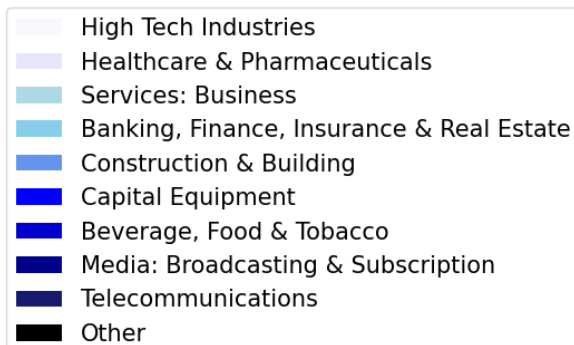 High Tech Industries
Healthcare & Pharmaceuticals
Services: Business
Banking, Finance, Insurance & Real Estate
Construction & Building
Capital Equipment
Beverage, Food & Tobacco
Media: Broadcasting & Subscription
Telecommunications
Other